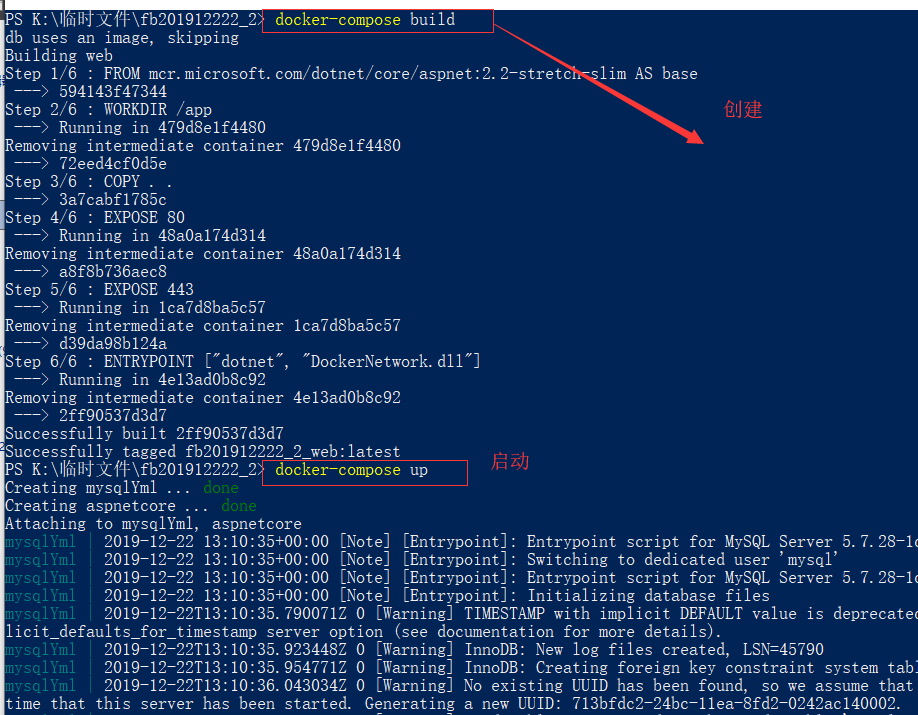 PS K:\临时文件\fb201912222_2> docker-compose build
db uses an image, skipping
Building web
Step 1/6 : FROM mcr.microsoft.com/dotnet/core/aspnet:2.2-stretch-slim AS base
---> 594143f47344
Step 2/6 : WORKDIR /app
创建
---> Running in 479d8e1f4480
Removing intermediate container 479d8e1f4480
---> 72eed4cf0d5e
Step 3/6 : COPY . .
---> 3a7cabf1785c
Step 4/6 : EXPOSE 80
---> Running in 48a0a174d314
Removing intermediate container 48a0a174d314
---> a8f8b736aec8
Step 5/6 : EXPOSE 443
---> Running in 1ca7d8ba5c57
Removing intermediate container 1ca7d8ba5c57
---> d39da98b124a
Step 6/6 : ENTRYPOINT ["dotnet", "DockerNetwork.dll"]
---> Running in 4e13ad0b8c92
Removing intermediate container 4e13ad0b8c92
---> 2ff90537d3d7
Successfully built 2ff90537d3d7
Successfully tagged fb201912222_2_web:latest
PS K:\临时文件\fb201912222_2> docker-compose up
启动
Creating mysqlYml ... done
Creating aspnetcore ... done
Attaching to mysqlYml, aspnetcore
mysqlYml | 2019-12-22 13:10:35+00:00 [Note] [Entrypoint]: Entrypoint script for MySQL Server 5.7.28-1d
mysqlYml | 2019-12-22 13:10:35+00:00 [Note] [Entrypoint]: Switching to dedicated user 'mysql'
mysqlYml | 2019-12-22 13:10:35+00:00 [Note] [Entrypoint]: Entrypoint script for MySQL Server 5.7.28-1d
mysqlYml | 2019-12-22 13:10:35+00:00 [Note] [Entrypoint]: Initializing database files
mysqlYml | 2019-12-22T13:10:35.790071Z 0 [Warning] TIMESTAMP with implicit DEFAULT value is deprecated
licit_defaults_for_timestamp server option (see documentation for more details).
mysqlYml | 2019-12-22T13:10:35.923448Z 0 [Warning] InnoDB: New log files created, LSN=45790
mysqlYml | 2019-12-22T13:10:35.954771Z 0 [Warning] InnoDB: Creating foreign key constraint system tabl
mysqlYml | 2019-12-22T13:10:36.043034Z 0 [Warning] No existing UUID has been found, so we assume that
time that this server has been started. Generating a new UUID: 713bfdc2-24bc-11ea-8fd2-0242ac140002.